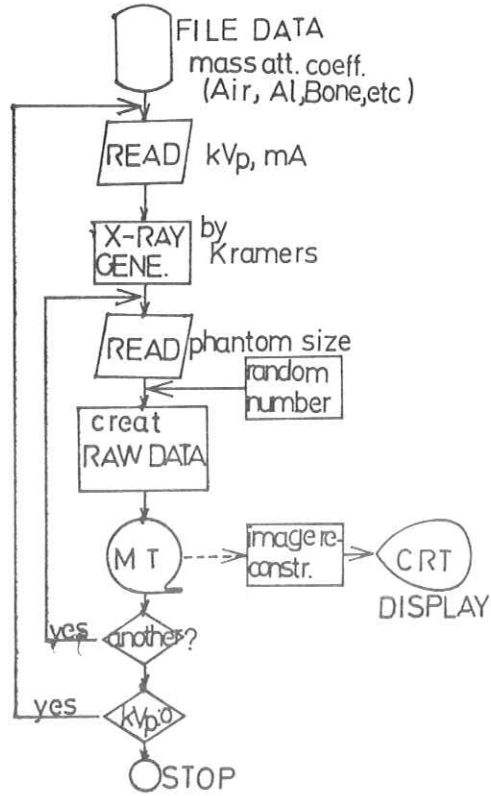 FILE DATA
mass att. coeff.
(Air, Al,Bone,etc)
READ
kVp, mA
X-RAY
GENE.
by
Kramers
READ
phantom size
random
number
creat
RAW DATA
MT
image re-
constr.
CRT
DISPLAY
another?
yes
kVp:0
yes
STOP